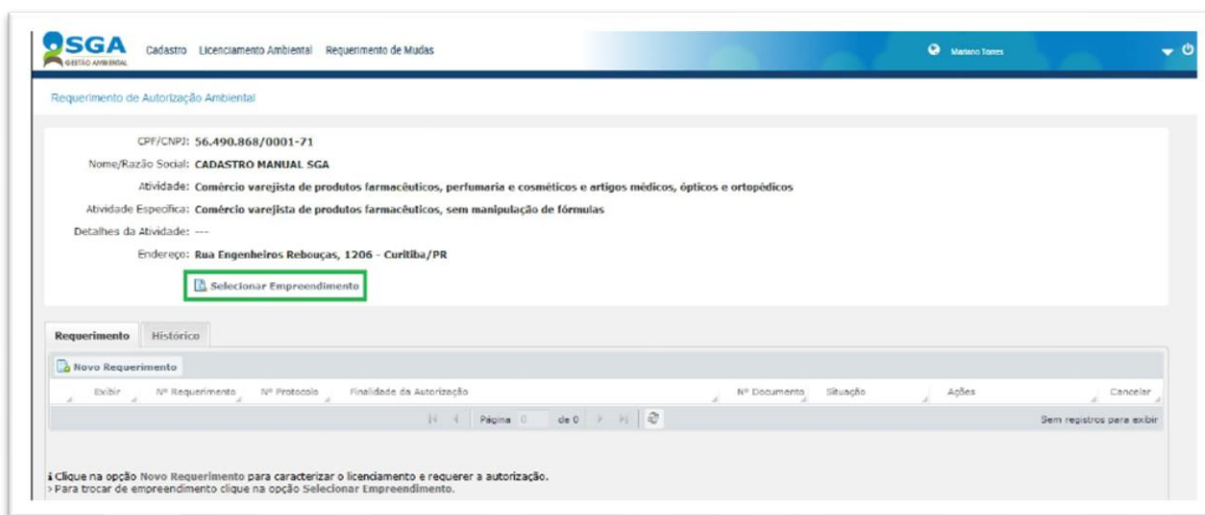 SGA
GESTÃO AMBIENTAL
Cadastro Licenciamento Ambiental Requerimento de Mudas
Mariano Torres
Requerimento de Autorização Ambiental
CPF/CNPJ: 56.490.868/0001-71
Nome/Razão Social: CADASTRO MANUAL SGA
Atividade: Comércio varejista de produtos farmacêuticos, perfumaria e cosméticos e artigos médicos, ópticos e ortopédicos
Atividade Específica: Comércio varejista de produtos farmacêuticos, sem manipulação de fórmulas
Detalhes da Atividade: ---
Endereço: Rua Engenheiros Rebouças, 1206 - Curitiba/PR
Selecionar Empreendimento
Requerimento Histórico
Novo Requerimento
Exibir Nº Requerimento Nº Protocolo Finalidade da Autorização Nº Documento Situação Ações Cancelar
Página 0 de 0 Sem registros para exibir
Clique na opção Novo Requerimento para caracterizar o licenciamento e requerer a autorização.
> Para trocar de empreendimento clique na opção Selecionar Empreendimento.